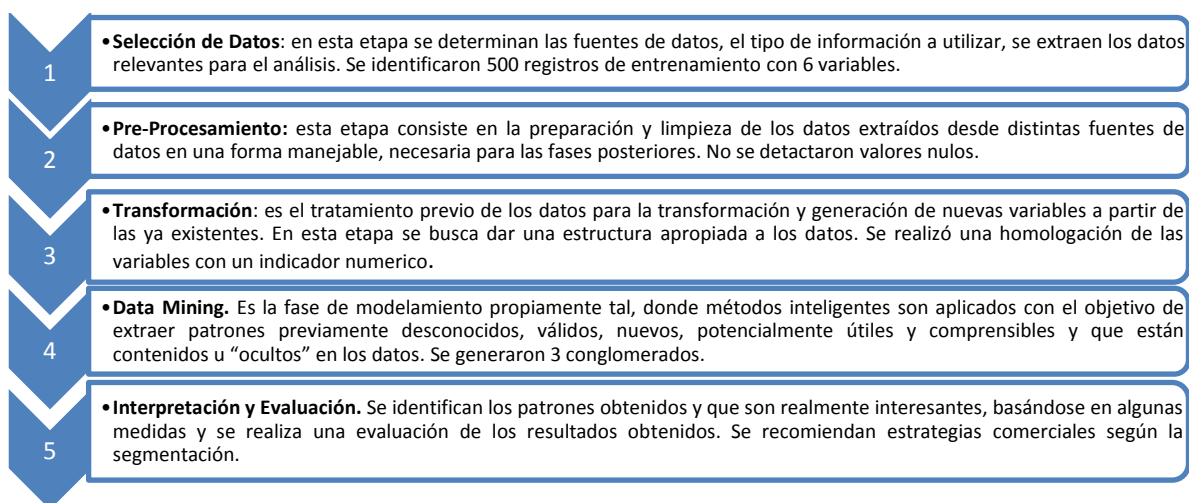 1
•Selección de Datos: en esta etapa se determinan las fuentes de datos, el tipo de información a utilizar, se extraen los datos
relevantes para el análisis. Se identificaron 500 registros de entrenamiento con 6 variables.
2
•Pre-Procesamiento: esta etapa consiste en la preparación y limpieza de los datos extraídos desde distintas fuentes de
datos en una forma manejable, necesaria para las fases posteriores. No se detactaron valores nulos.
3
•Transformación: es el tratamiento previo de los datos para la transformación y generación de nuevas variables a partir de
las ya existentes. En esta etapa se busca dar una estructura apropiada a los datos. Se realizó una homologación de las
variables con un indicador numerico.
4
•Data Mining. Es la fase de modelamiento propiamente tal, donde métodos inteligentes son aplicados con el objetivo de
extraer patrones previamente desconocidos, válidos, nuevos, potencialmente útiles y comprensibles y que están
contenidos u “ocultos” en los datos. Se generaron 3 conglomerados.
5
•Interpretación y Evaluación. Se identifican los patrones obtenidos y que son realmente interesantes, basándose en algunas
medidas y se realiza una evaluación de los resultados obtenidos. Se recomiendan estrategias comerciales según la
segmentación.